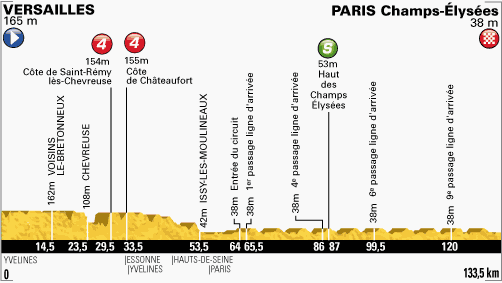 VERSAILLES
165 m
PARIS Champs-Élysées
38 m
4
154m
Côte de Saint-Rémy
lès-Chevreuse
4
155m
Côte
de Châteaufort
S
53m
Haut
des
Champs
Élysées
162m VOISINS
LE-BRETONNEUX
108m CHEVREUSE
42m ISSY-LES-MOULINEAUX
38m Entrée du circuit
38m 1er passage ligne d'arrivée
38m 4e passage ligne d'arrivée
38m 6e passage ligne d'arrivée
38m 9e passage ligne d'arrivée
14,5 23,5 29,5 33,5 53,5 64 65,5 86 87 99,5 120
YVELINES
|ESSONNE
|YVELINES
|HAUTS-DE-SEINE
|PARIS
0
133,5 km